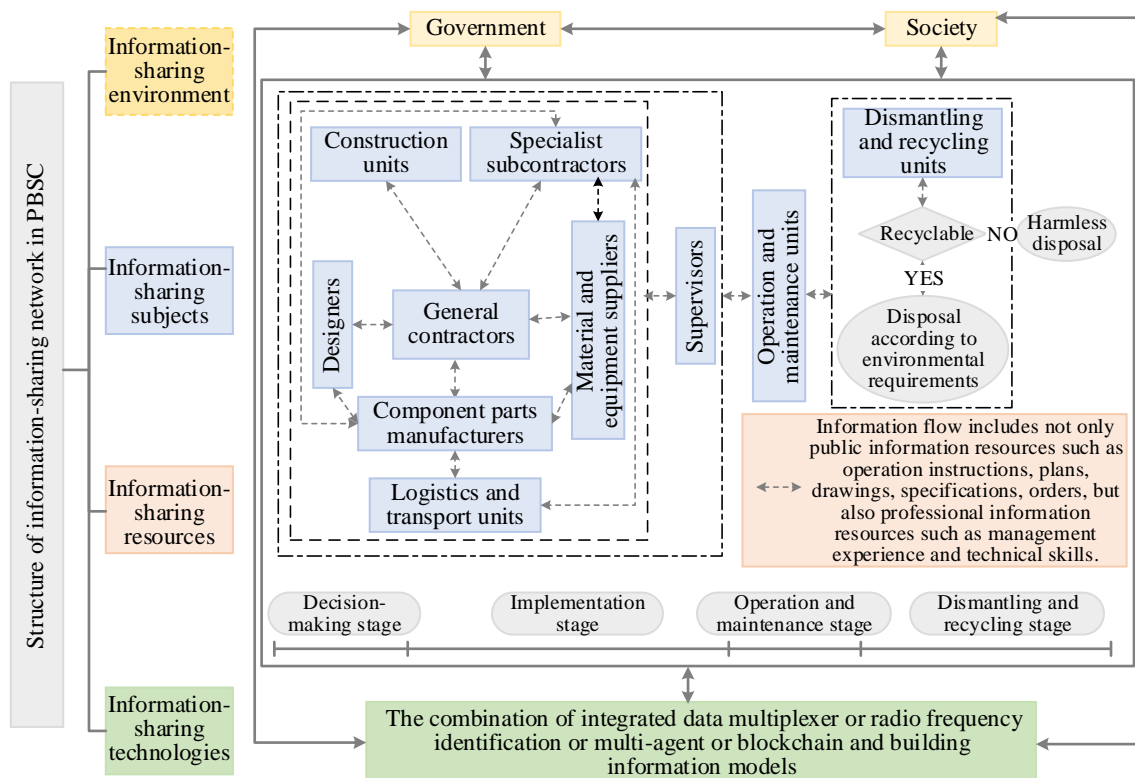 Structure of information-sharing network in PBSC
Information-
sharing
environment
Information-
sharing
subjects
Information-
sharing
resources
Information-
sharing
technologies
Government
Society
Construction
units
Specialist
subcontractors
Designers
General
contractors
Material and
equipment suppliers
Component parts
manufacturers
Logistics and
transport units
Supervisors
Operation and
maintenance units
Dismantling
and recycling
units
Recyclable
NO
Harmless
disposal
YES
Disposal
according to
environmental
requirements
Information flow includes not only
public information resources such as
operation instructions, plans,
drawings, specifications, orders, but
also professional information
resources such as management
experience and technical skills.
Decision-
making stage
Implementation
stage
Operation and
maintenance stage
Dismantling and
recycling stage
The combination of integrated data multiplexer or radio frequency
identification or multi-agent or blockchain and building
information models